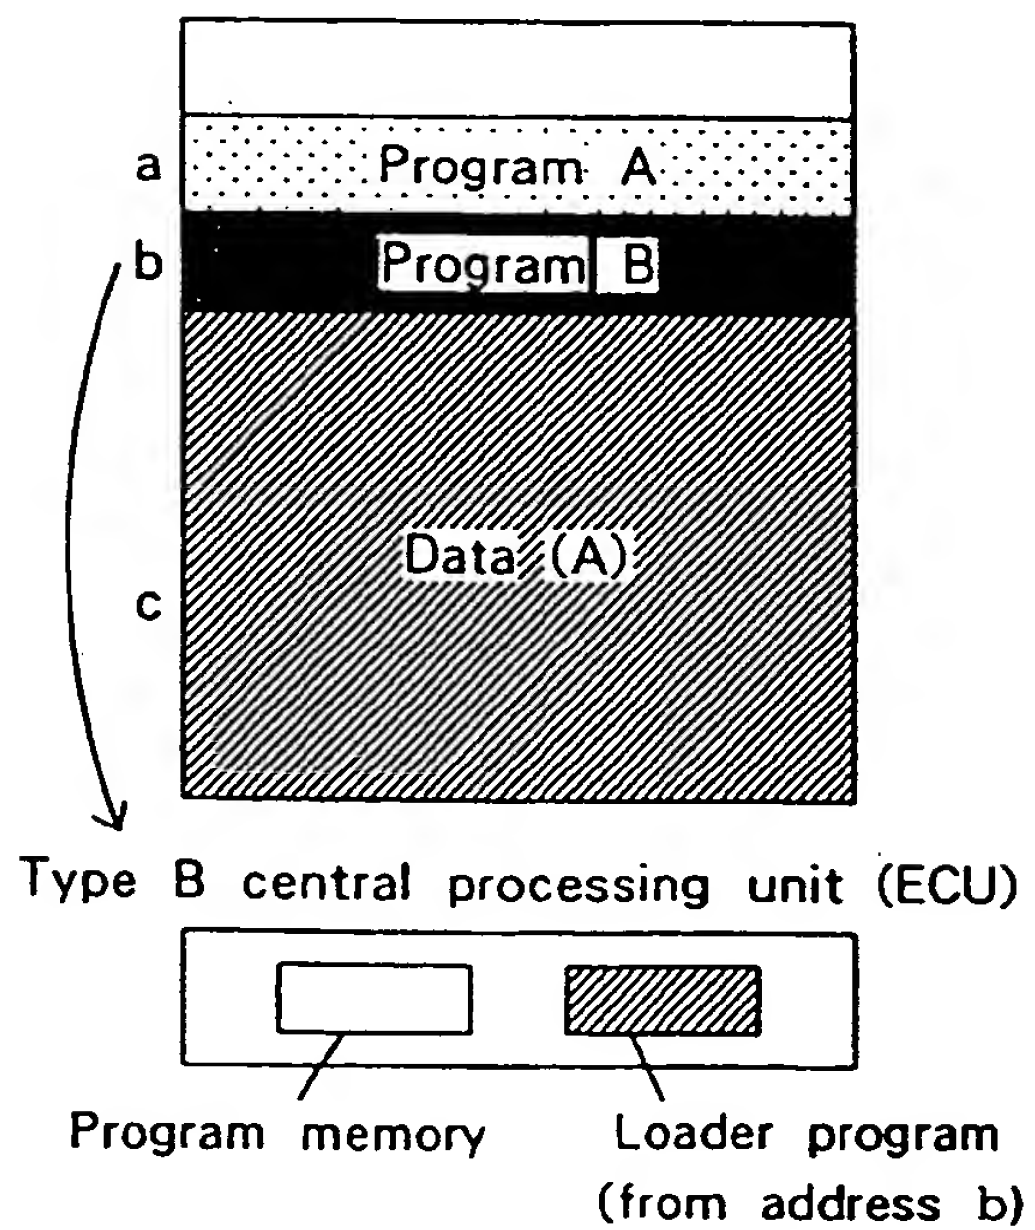 a
Program A
b
Program B
Data (A)
c
Type B central processing unit (ECU)
Program memory
Loader program
(from address b)